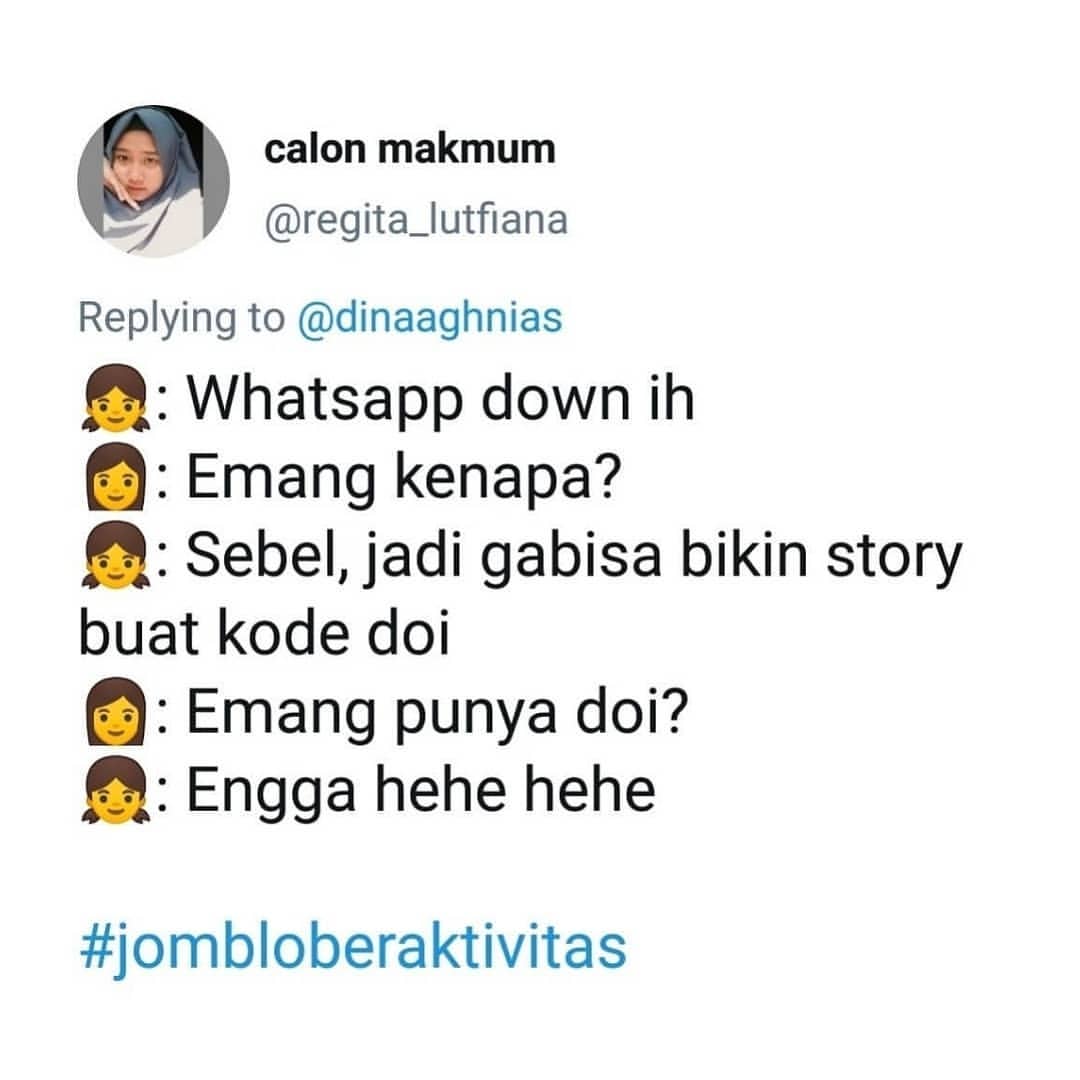 calon makmum
@regita_lutfiana
Replying to @dinaaghnias
👧: Whatsapp down ih
👩: Emang kenapa?
👧: Sebel, jadi gabisa bikin story
buat kode doi
👩: Emang punya doi?
👧: Engga hehe hehe
#jombloberaktivitas